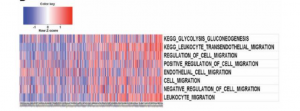 Color Key
Row Z-Score
KEGG_GLYCOLYSIS_GLUCONEOGENESIS
KEGG_LEUKOCYTE_TRANSENDOTHELIAL_MIGRATION
REGULATION_OF_CELL_MIGRATION
POSITIVE_REGULATION_OF_CELL_MIGRATION
ENDOTHELIAL_CELL_MIGRATION
CELL_MIGRATION
NEGATIVE_REGULATION_OF_CELL_MIGRATION
LEUKOCYTE_MIGRATION